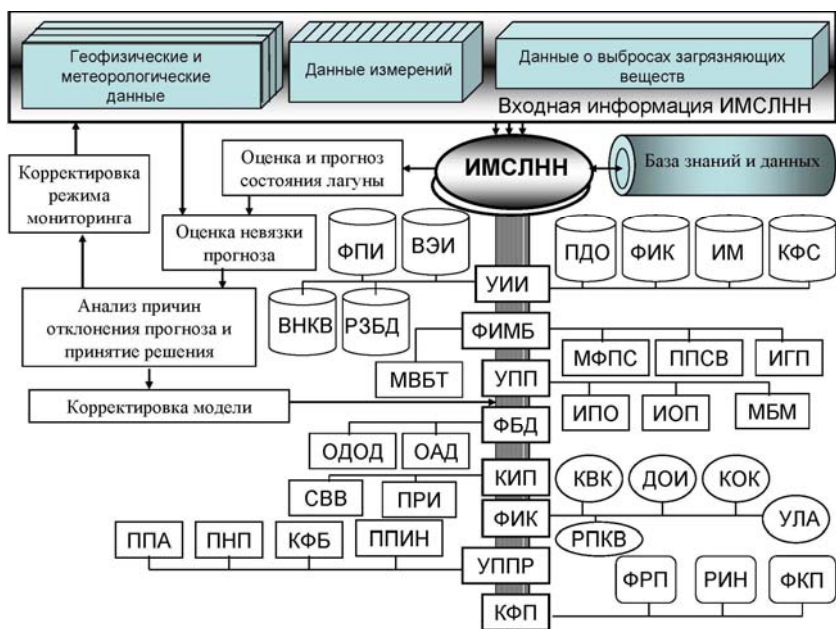 Геофизические и
метеорологические
данные
Данные измерений
Данные о выбросах загрязняющих
веществ
Входная информация ИМСЛНН
Корректировка
режима
мониторинга
Оценка и прогноз
состояния лагуны
ИМСЛНН
База знаний и данных
Оценка невязки
прогноза
ФПИ
ВЭИ
ПДО
ФИК
ИМ
КФС
УИИ
Анализ причин
отклонения прогноза и
принятие решения
ВНКВ
РЗБД
ФИМБ
МВБТ
МФПС
ППСВ
ИГП
УПП
Корректировка модели
ИПО
ИОП
МБМ
ФБД
ОДОД
ОАД
КИП
СВВ
ПРИ
КВК
ДОИ
КОК
УЛА
ФИК
РПКВ
ППА
ПНП
КФБ
ППИН
УППР
ФРП
РИН
ФКП
КФП